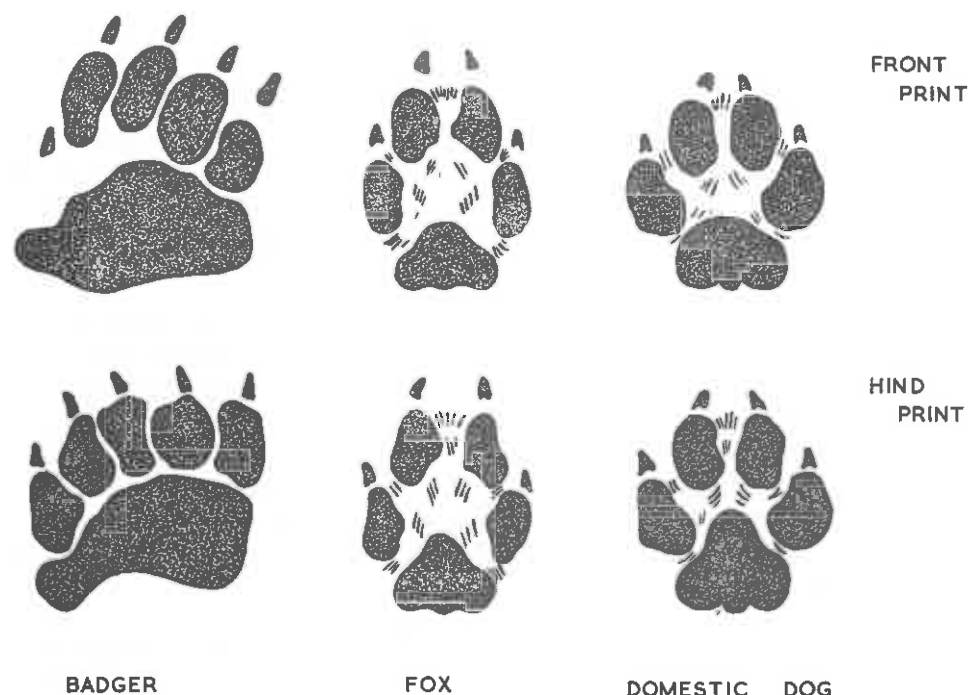 FRONT
PRINT
HIND
PRINT
BADGER
FOX
DOMESTIC DOG